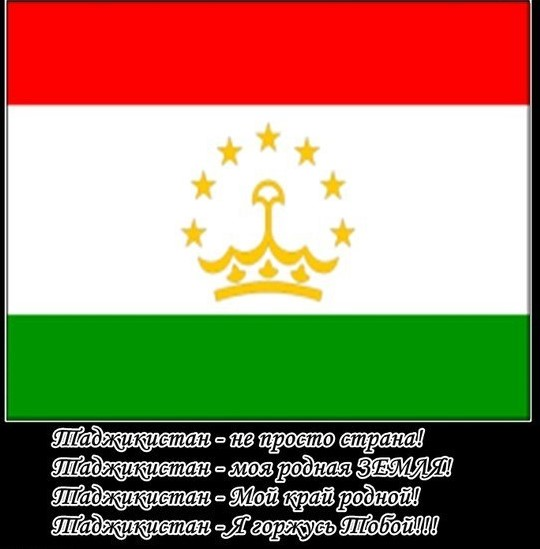 Таджикистан - не просто страна!
Таджикистан - моя родная ЗЕМЛЯ!
Таджикистан - Мой край родной!
Таджикистан - Я горжусь Тобой!!!